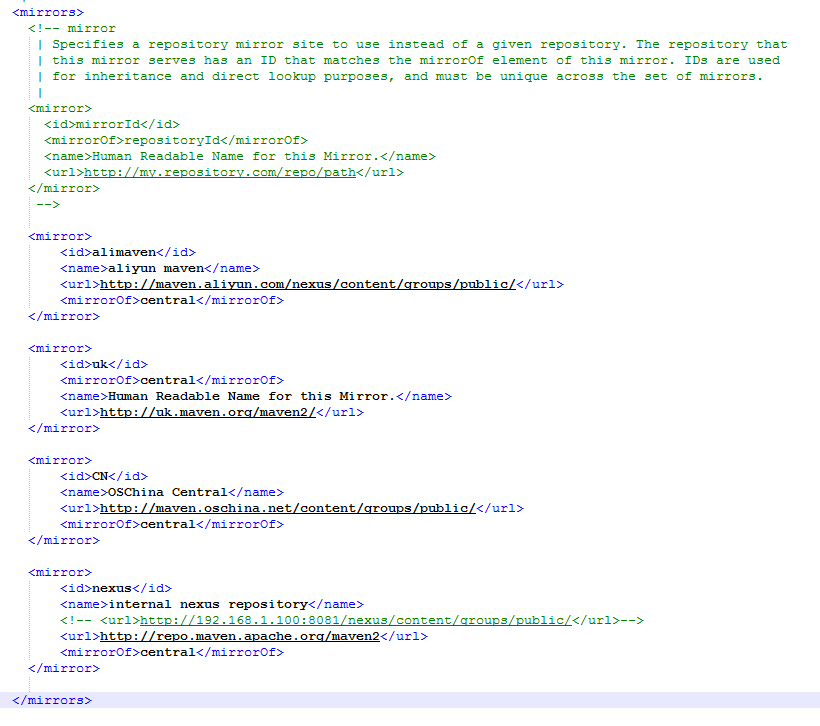 <mirrors>
<!-- mirror
| Specifies a repository mirror site to use instead of a given repository. The repository that
| this mirror serves has an ID that matches the mirrorOf element of this mirror. IDs are used
| for inheritance and direct lookup purposes, and must be unique across the set of mirrors.
|
<mirror>
<id>mirrorId</id>
<mirrorOf>repositoryId</mirrorOf>
<name>Human Readable Name for this Mirror.</name>
<url>http://my.repository.com/repo/path</url>
</mirror>
-->
<mirror>
<id>alimaven</id>
<name>aliyun maven</name>
<url>http://maven.aliyun.com/nexus/content/groups/public/</url>
<mirrorOf>central</mirrorOf>
</mirror>
<mirror>
<id>uk</id>
<mirrorOf>central</mirrorOf>
<name>Human Readable Name for this Mirror.</name>
<url>http://uk.maven.org/maven2/</url>
</mirror>
<mirror>
<id>CN</id>
<name>OSChina Central</name>
<url>http://maven.oschina.net/content/groups/public/</url>
<mirrorOf>central</mirrorOf>
</mirror>
<mirror>
<id>nexus</id>
<name>internal nexus repository</name>
<!-- <url>http://192.168.1.100:8081/nexus/content/groups/public/</url>-->
<url>http://repo.maven.apache.org/maven2</url>
<mirrorOf>central</mirrorOf>
</mirror>
</mirrors>